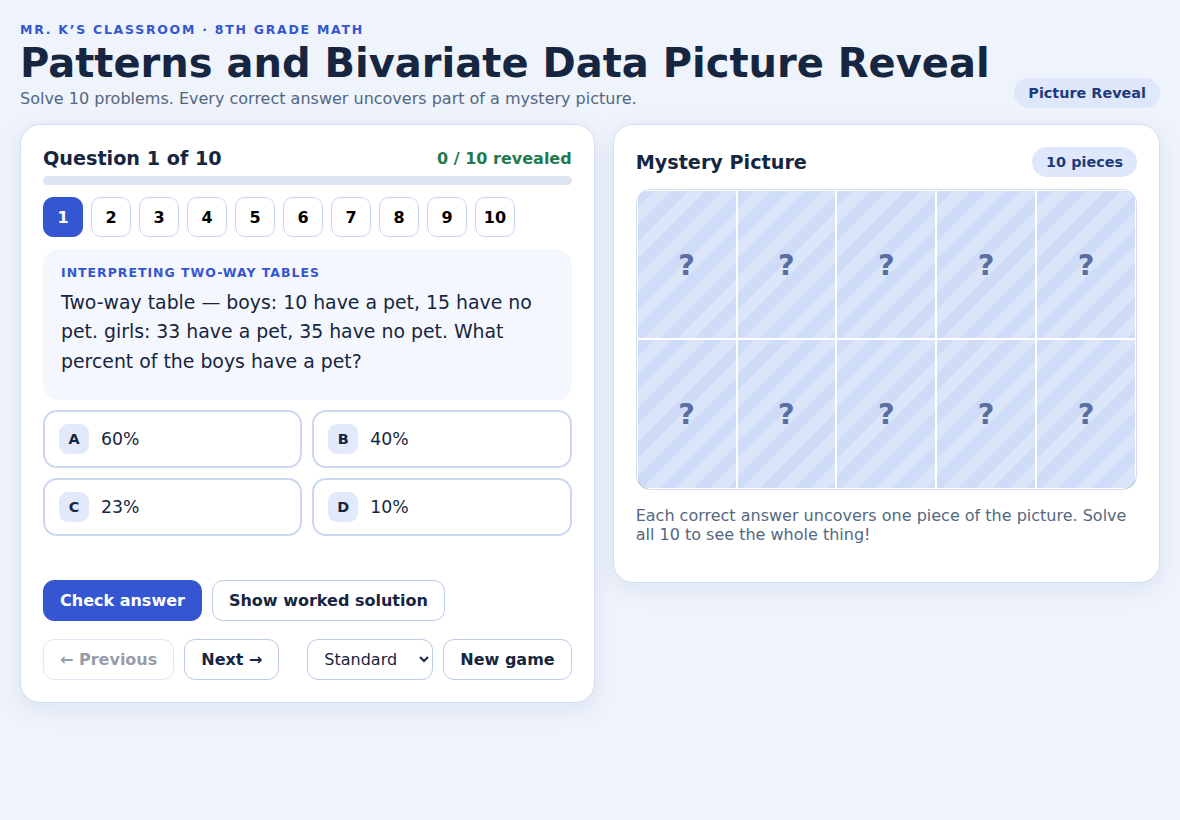 MR. K’S CLASSROOM · 8TH GRADE MATH
Patterns and Bivariate Data Picture Reveal
Solve 10 problems. Every correct answer uncovers part of a mystery picture.
Picture Reveal
Question 1 of 10
0 / 10 revealed
1 2 3 4 5 6 7 8 9 10
INTERPRETING TWO-WAY TABLES
Two-way table — boys: 10 have a pet, 15 have no
pet. girls: 33 have a pet, 35 have no pet. What
percent of the boys have a pet?
A 60%
B 40%
C 23%
D 10%
Check answer
Show worked solution
← Previous
Next →
Standard
New game
Mystery Picture
10 pieces
? ? ? ? ?
? ? ? ? ?
Each correct answer uncovers one piece of the picture. Solve
all 10 to see the whole thing!